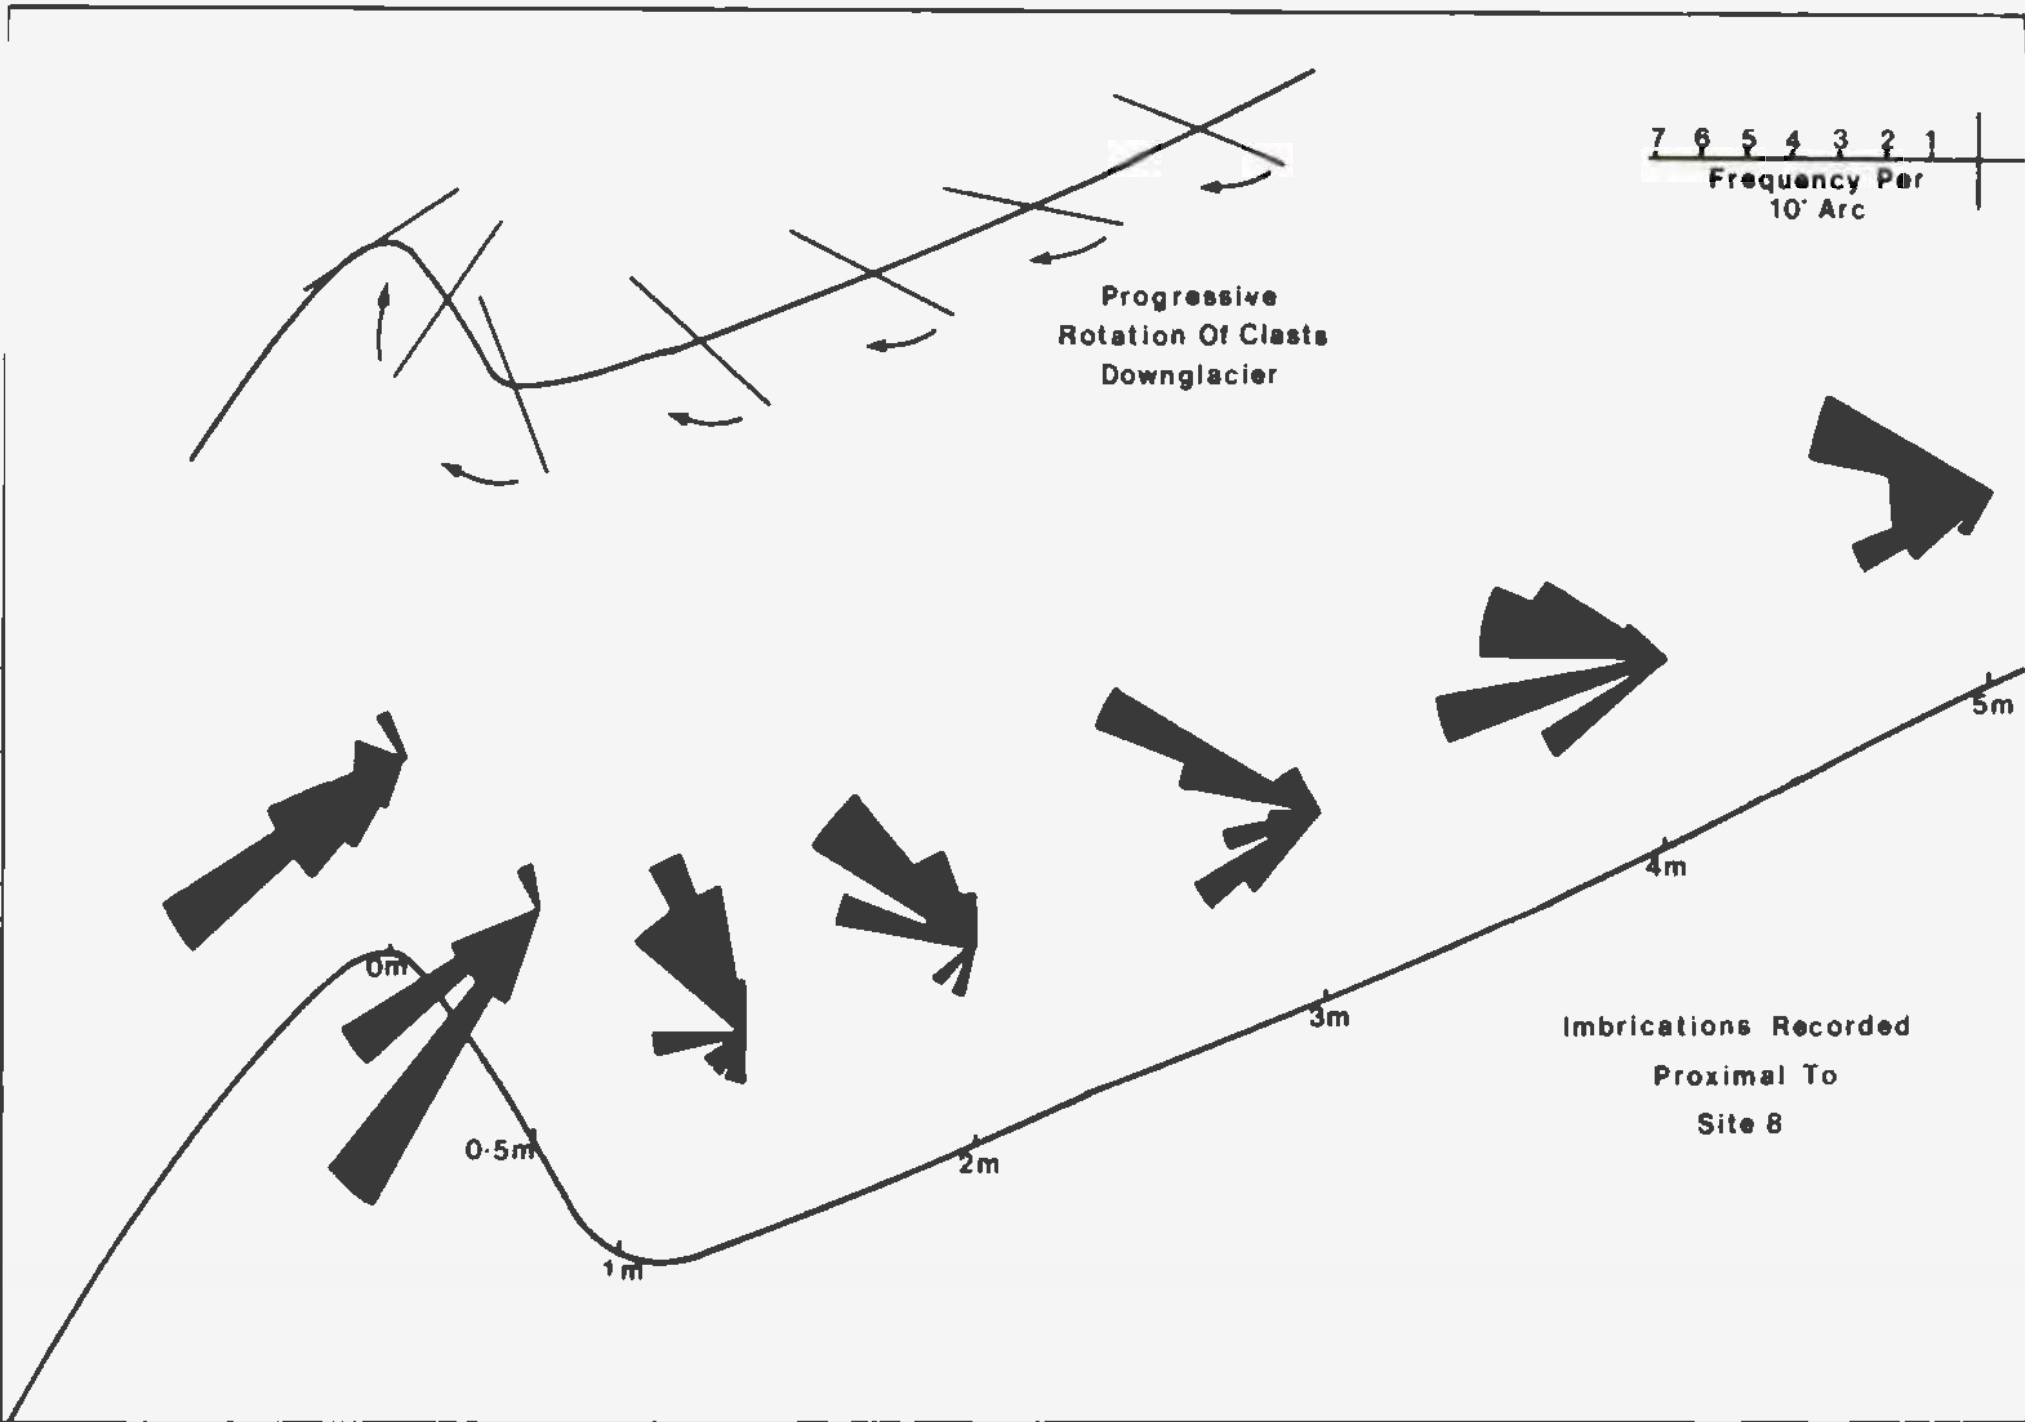 7 6 5 4 3 2 1
Frequency Per
10° Arc
Progressive
Rotation Of Clasts
Downglacier
5m
4m
0m
3m
Imbrications Recorded
Proximal To
Site 8
0·5m
2m
1m